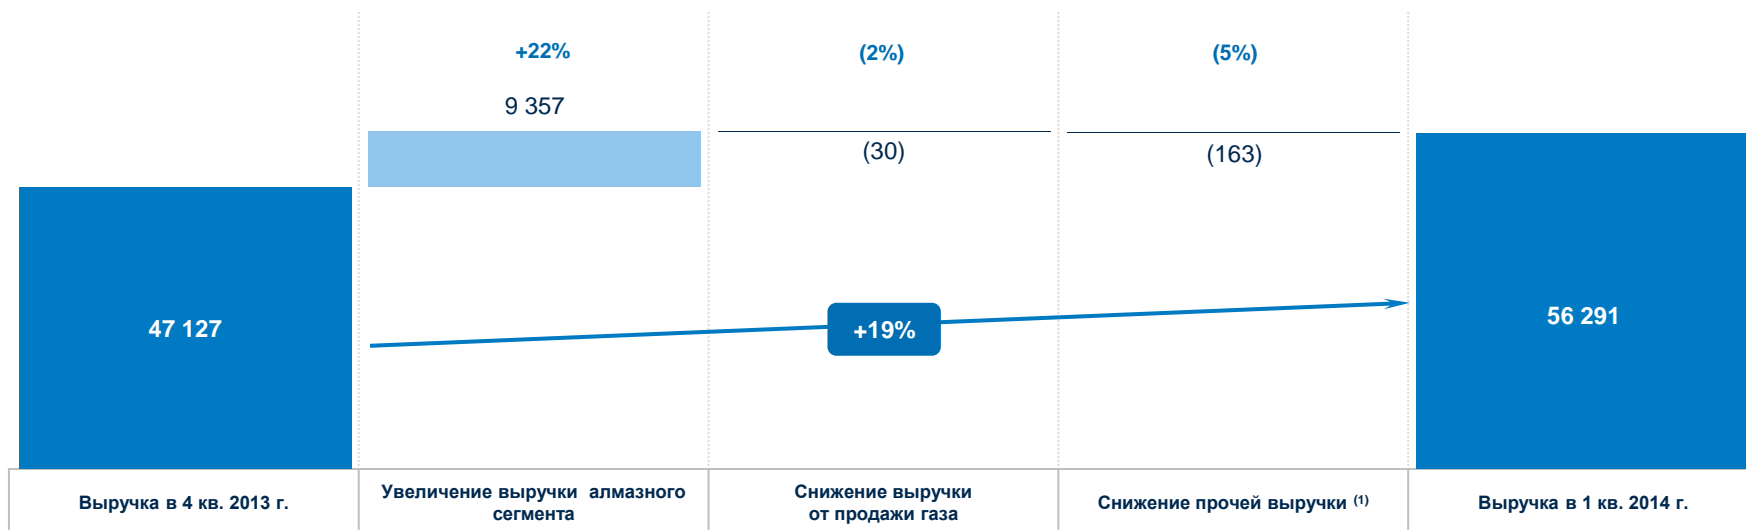 +22%
(2%)
(5%)
9 357
(30)
(163)
47 127
+19%
56 291
Выручка в 4 кв. 2013 г.
Увеличение выручки алмазного
сегмента
Снижение выручки
от продажи газа
Снижение прочей выручки (1)
Выручка в 1 кв. 2014 г.